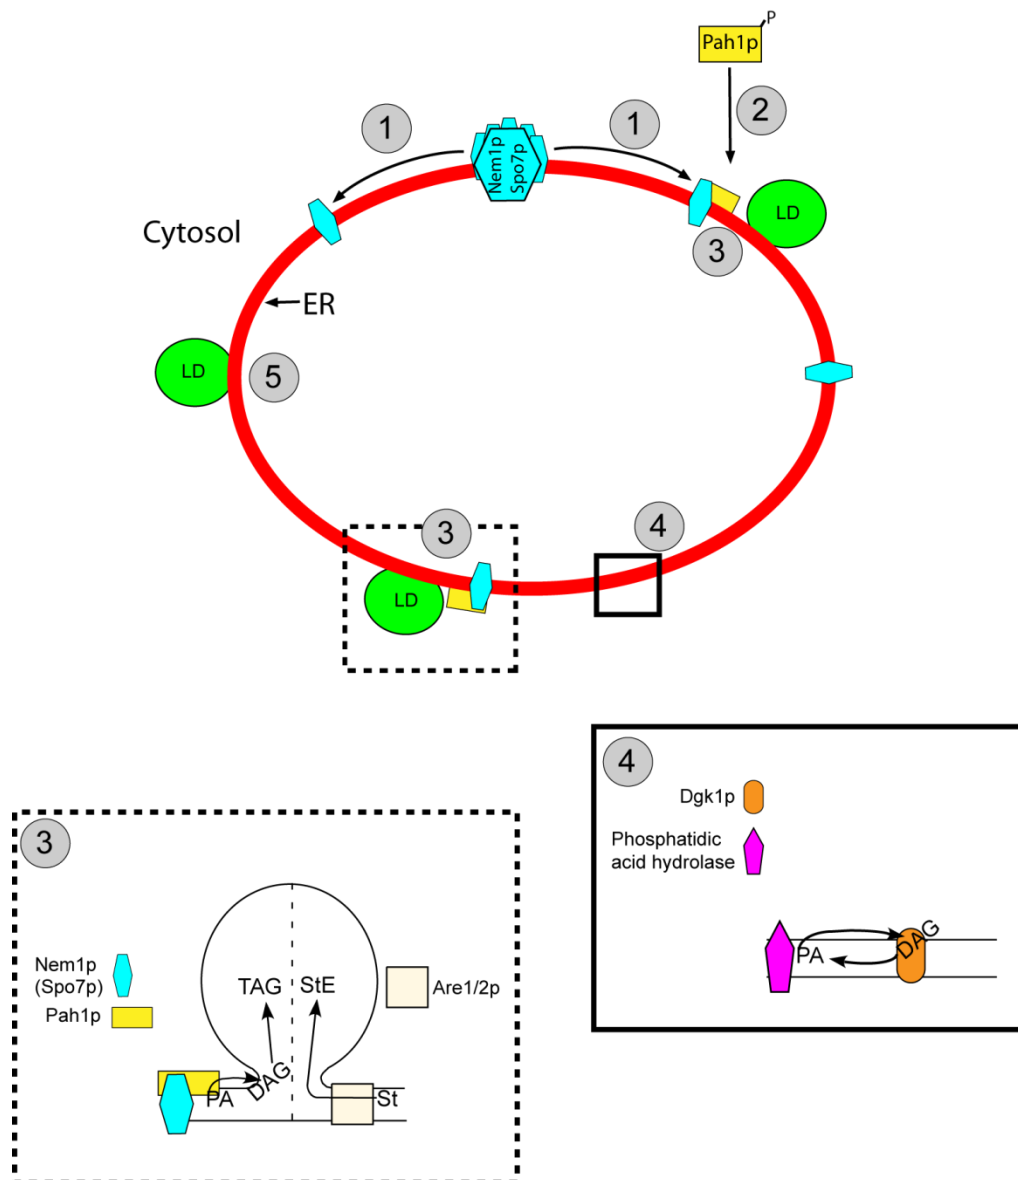 P
Pah1p
2
1
1
Nem1p
Spo7p
LD
3
Cytosol
ER
LD
5
3
4
LD
4
Dgk1p
Phosphatidic
acid hydrolase
PA
DAG
3
Nem1p
(Spo7p)
Pah1p
TAG
StE
Are1/2p
PA
DAG
St